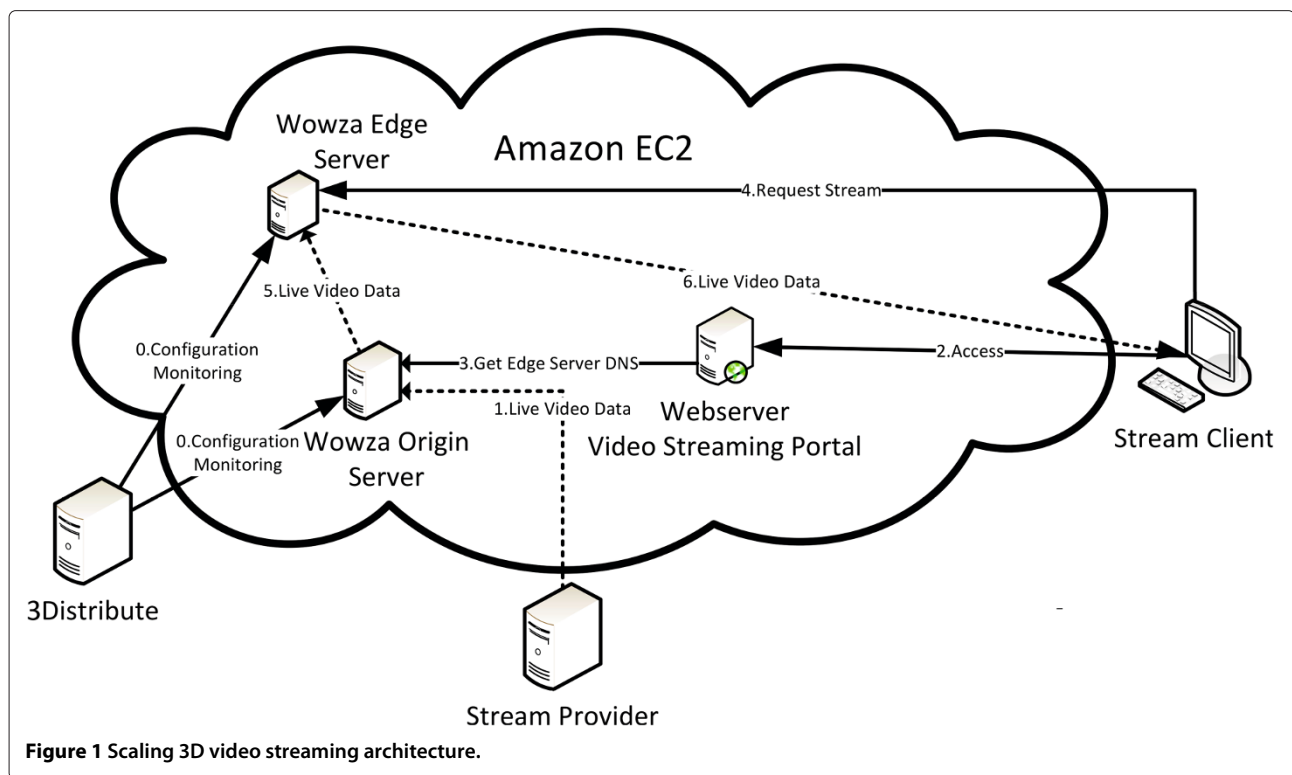 Wowza Edge
Server
Amazon EC2
4.Request Stream
5.Live Video Data
6.Live Video Data
0.Configuration
Monitoring
3.Get Edge Server DNS
2.Access
1.Live Video Data
0.Configuration
Monitoring
Wowza Origin
Server
Webserver
Video Streaming Portal
Stream Client
3Distribute
Stream Provider
Figure 1 Scaling 3D video streaming architecture.